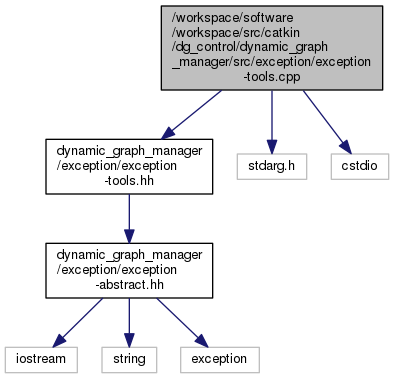 /workspace/software
/workspace/src/catkin
/dg_control/dynamic_graph
_manager/src/exception/exception
-tools.cpp
dynamic_graph_manager
/exception/exception
-tools.hh
stdarg.h
cstdio
dynamic_graph_manager
/exception/exception
-abstract.hh
iostream
string
exception